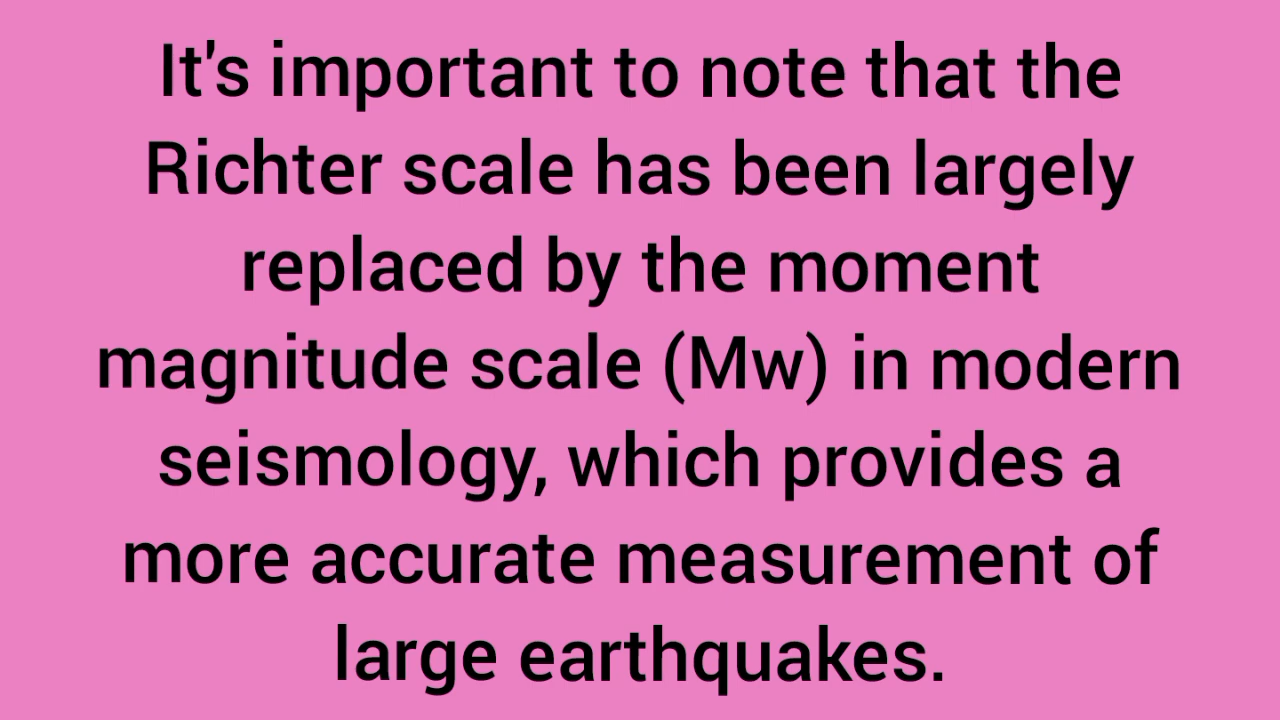 It's important to note that the
Richter scale has been largely
replaced by the moment
magnitude scale (Mw) in modern
seismology, which provides a
more accurate measurement of
large earthquakes.